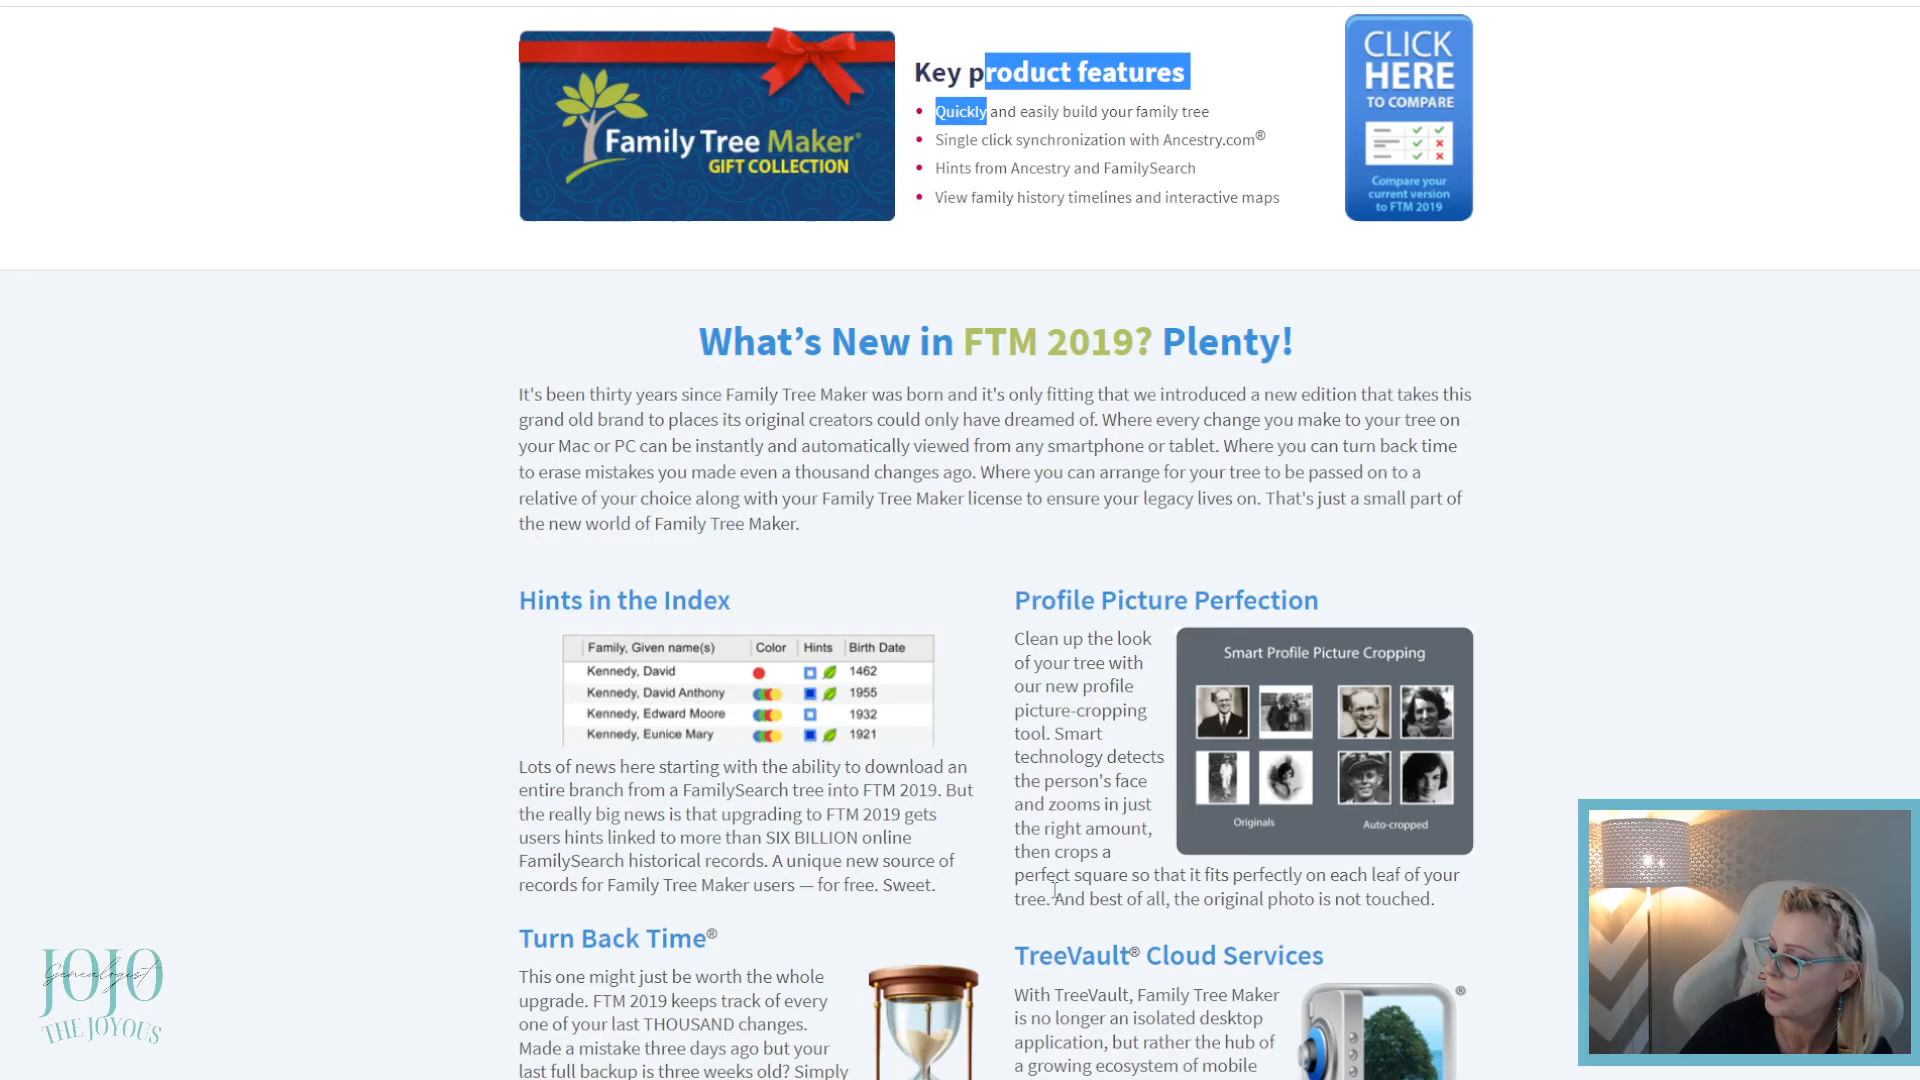 Family Tree Maker®
GIFT COLLECTION
Key product features
Quickly and easily build your family tree
Single click synchronization with Ancestry.com®
Hints from Ancestry and FamilySearch
View family history timelines and interactive maps
CLICK
HERE
TO COMPARE
Compare your
current version
to FTM 2019
What's New in FTM 2019? Plenty!
It's been thirty years since Family Tree Maker was born and it's only fitting that we introduced a new edition that takes this
grand old brand to places its original creators could only have dreamed of. Where every change you make to your tree on
your Mac or PC can be instantly and automatically viewed from any smartphone or tablet. Where you can turn back time
to erase mistakes you made even a thousand changes ago. Where you can arrange for your tree to be passed on to a
relative of your choice along with your Family Tree Maker license to ensure your legacy lives on. That's just a small part of
the new world of Family Tree Maker.
Hints in the Index
Family, Given name(s) Color Hints Birth Date
Kennedy, David 1462
Kennedy, David Anthony 1955
Kennedy, Edward Moore 1932
Kennedy, Eunice Mary 1921
Lots of news here starting with the ability to download an
entire branch from a FamilySearch tree into FTM 2019. But
the really big news is that upgrading to FTM 2019 gets
users hints linked to more than SIX BILLION online
FamilySearch historical records. A unique new source of
records for Family Tree Maker users — for free. Sweet.
Profile Picture Perfection
Clean up the look
of your tree with
our new profile
picture-cropping
tool. Smart
technology detects
the person's face
and zooms in just
the right amount,
then crops a
perfect square so that it fits perfectly on each leaf of your
tree. And best of all, the original photo is not touched.
Smart Profile Picture Cropping
Originals
Auto-cropped
Turn Back Time®
This one might just be worth the whole
upgrade. FTM 2019 keeps track of every
one of your last THOUSAND changes.
Made a mistake three days ago but your
last full backup is three weeks old? Simply
TreeVault® Cloud Services
With TreeVault, Family Tree Maker
is no longer an isolated desktop
application, but rather the hub of
a growing ecosystem of mobile
®
JOJO
Genealogist
THE JOYOUS